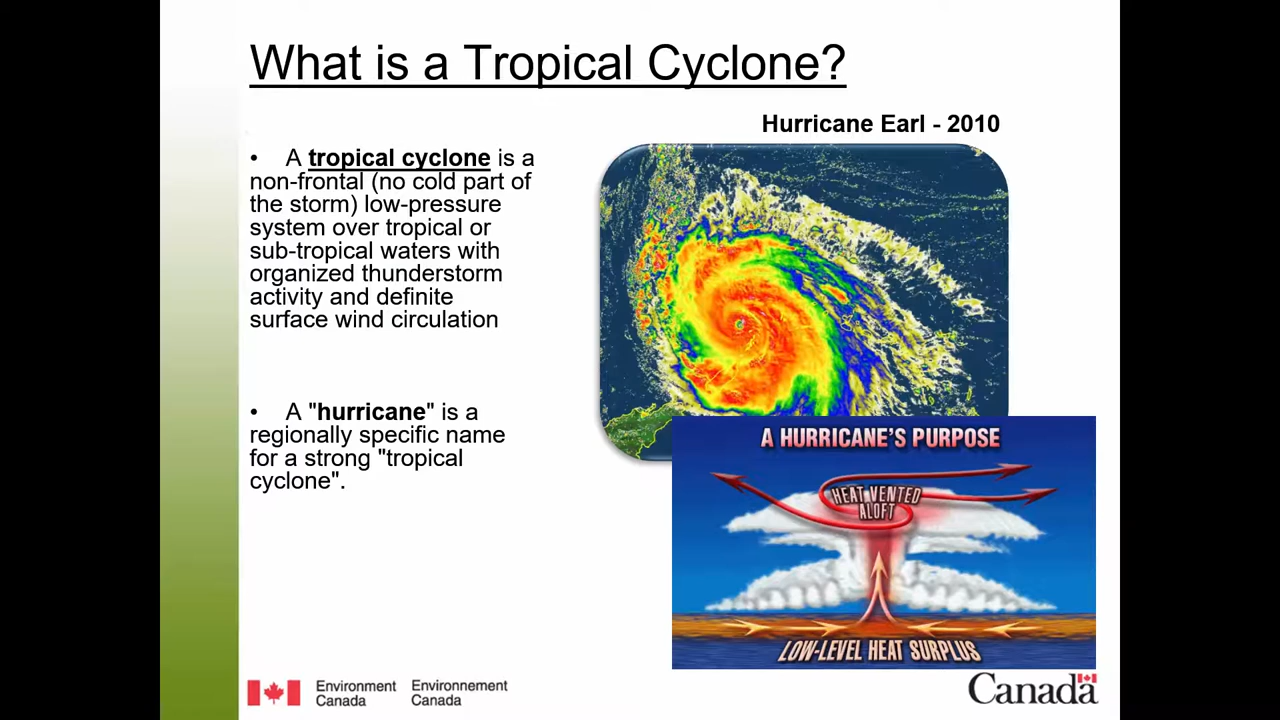 What is a Tropical Cyclone?
Hurricane Earl - 2010
• A tropical cyclone is a
non-frontal (no cold part of
the storm) low-pressure
system over tropical or
sub-tropical waters with
organized thunderstorm
activity and definite
surface wind circulation
• A "hurricane" is a
regionally specific name
for a strong "tropical
cyclone".
A HURRICANE'S PURPOSE
HEAT VENTED
ALOFT
LOW-LEVEL HEAT SURPLUS
Environment
Canada
Environnement
Canada
Canada